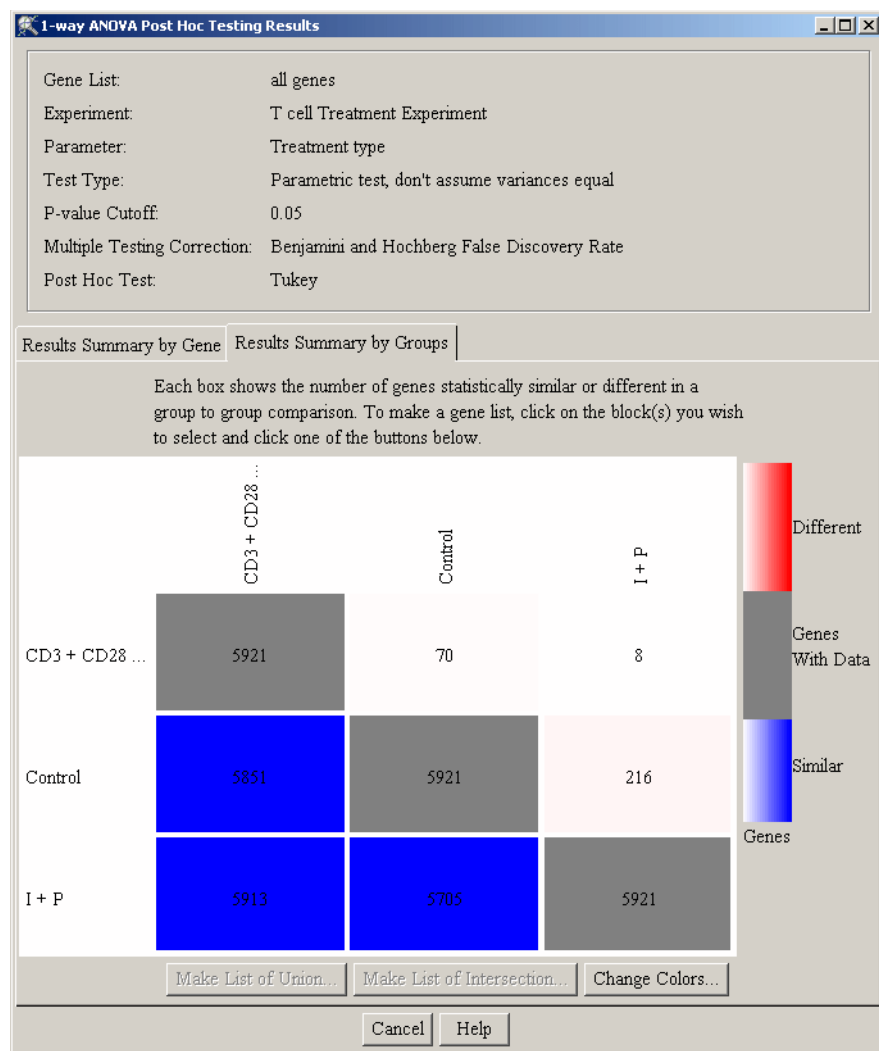 1-way ANOVA Post Hoc Testing Results
Gene List: all genes
Experiment: T cell Treatment Experiment
Parameter: Treatment type
Test Type: Parametric test, don't assume variances equal
P-value Cutoff: 0.05
Multiple Testing Correction: Benjamini and Hochberg False Discovery Rate
Post Hoc Test: Tukey
Results Summary by Gene Results Summary by Groups
Each box shows the number of genes statistically similar or different in a
group to group comparison. To make a gene list, click on the block(s) you wish
to select and click one of the buttons below.
CD3 + CD28 ... Control I + P
Different
CD3 + CD28 ... 5921 70 8
Genes
With Data
Control 5851 5921 216
Similar
Genes
I + P 5913 5705 5921
Make List of Union... Make List of Intersection... Change Colors...
Cancel Help